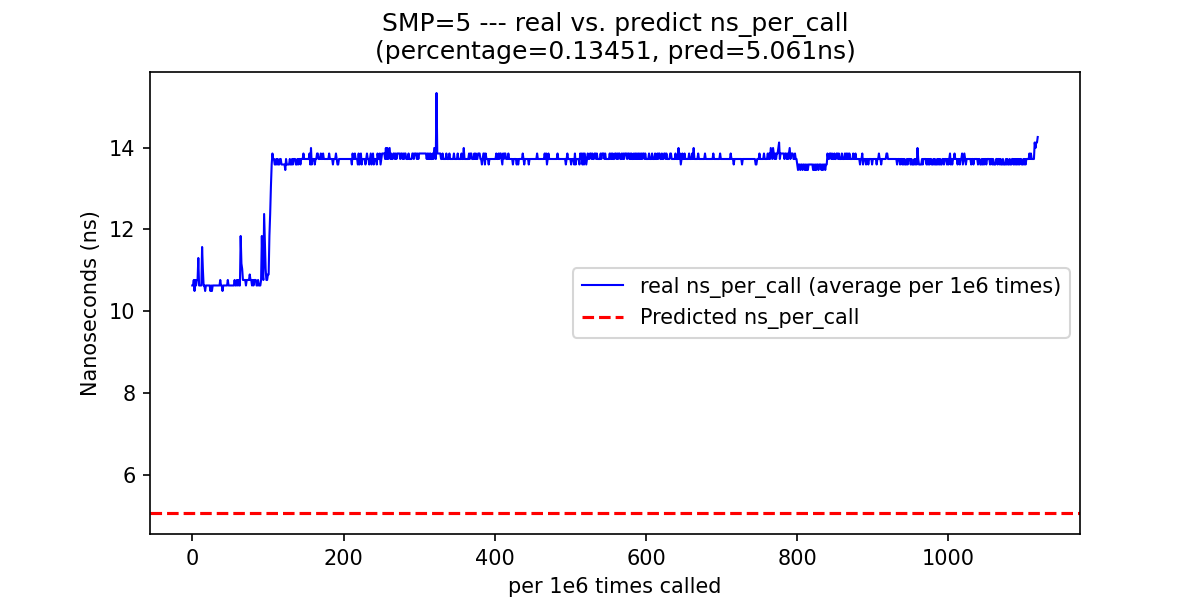 SMP=5 --- real vs. predict ns_per_call
(percentage=0.13451, pred=5.061ns)
Nanoseconds (ns)
14
12
10
8
6
real ns_per_call (average per 1e6 times)
Predicted ns_per_call
0 200 400 600 800 1000
per 1e6 times called